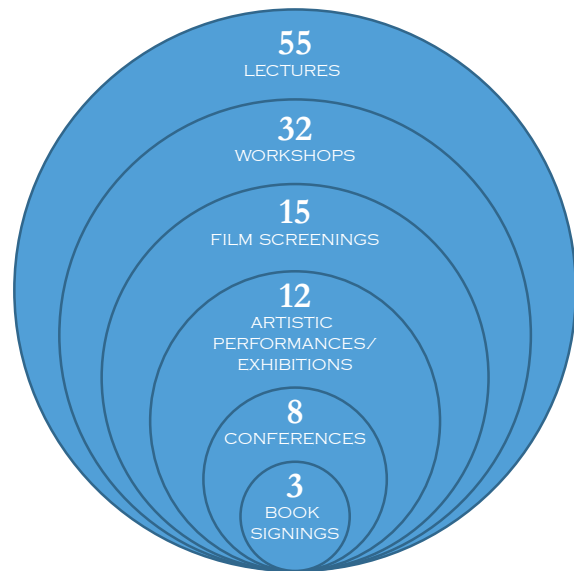 55
LECTURES
32
WORKSHOPS
15
FILM SCREENINGS
12
ARTISTIC
PERFORMANCES/
EXHIBITIONS
8
CONFERENCES
3
BOOK
SIGNINGS